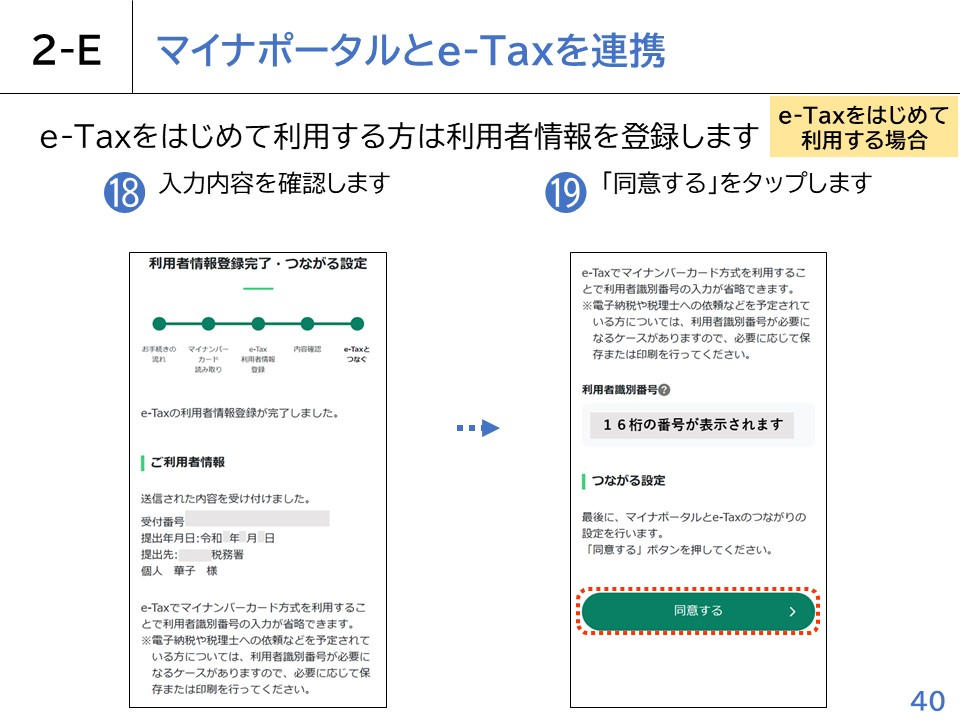 2-E
マイナポータルとe-Taxを連携
e-Taxをはじめて利用する方は利用者情報を登録します
e-Taxをはじめて
利用する場合
18 入力内容を確認します
利用者情報登録完了・つながる設定
お手続きの
流れ
マイナンバー
カード
読み取り
e-Tax
利用者情報
登録
内容確認
e-Taxと
つなぐ
e-Taxの利用者情報登録が完了しました。
ご利用者情報
送信された内容を受け付けました。
受付番号
提出年月日:令和 年 月 日
提出先: 税務署
個人 華子 様
e-Taxでマイナンバーカード方式を利用するこ
とで利用者識別番号の入力が省略できます。
※電子納税や税理士への依頼などを予定されて
いる方については、利用者識別番号が必要に
なるケースがありますので、必要に応じて保
存または印刷を行ってください。
19 「同意する」をタップします
e-Taxでマイナンバーカード方式を利用するこ
とで利用者識別番号の入力が省略できます。
※電子納税や税理士への依頼などを予定されて
いる方については、利用者識別番号が必要に
なるケースがありますので、必要に応じて保
存または印刷を行ってください。
利用者識別番号?
１６桁の番号が表示されます
つながる設定
最後に、マイナポータルとe-Taxのつながりの
設定を行います。
「同意する」ボタンを押してください。
同意する
40